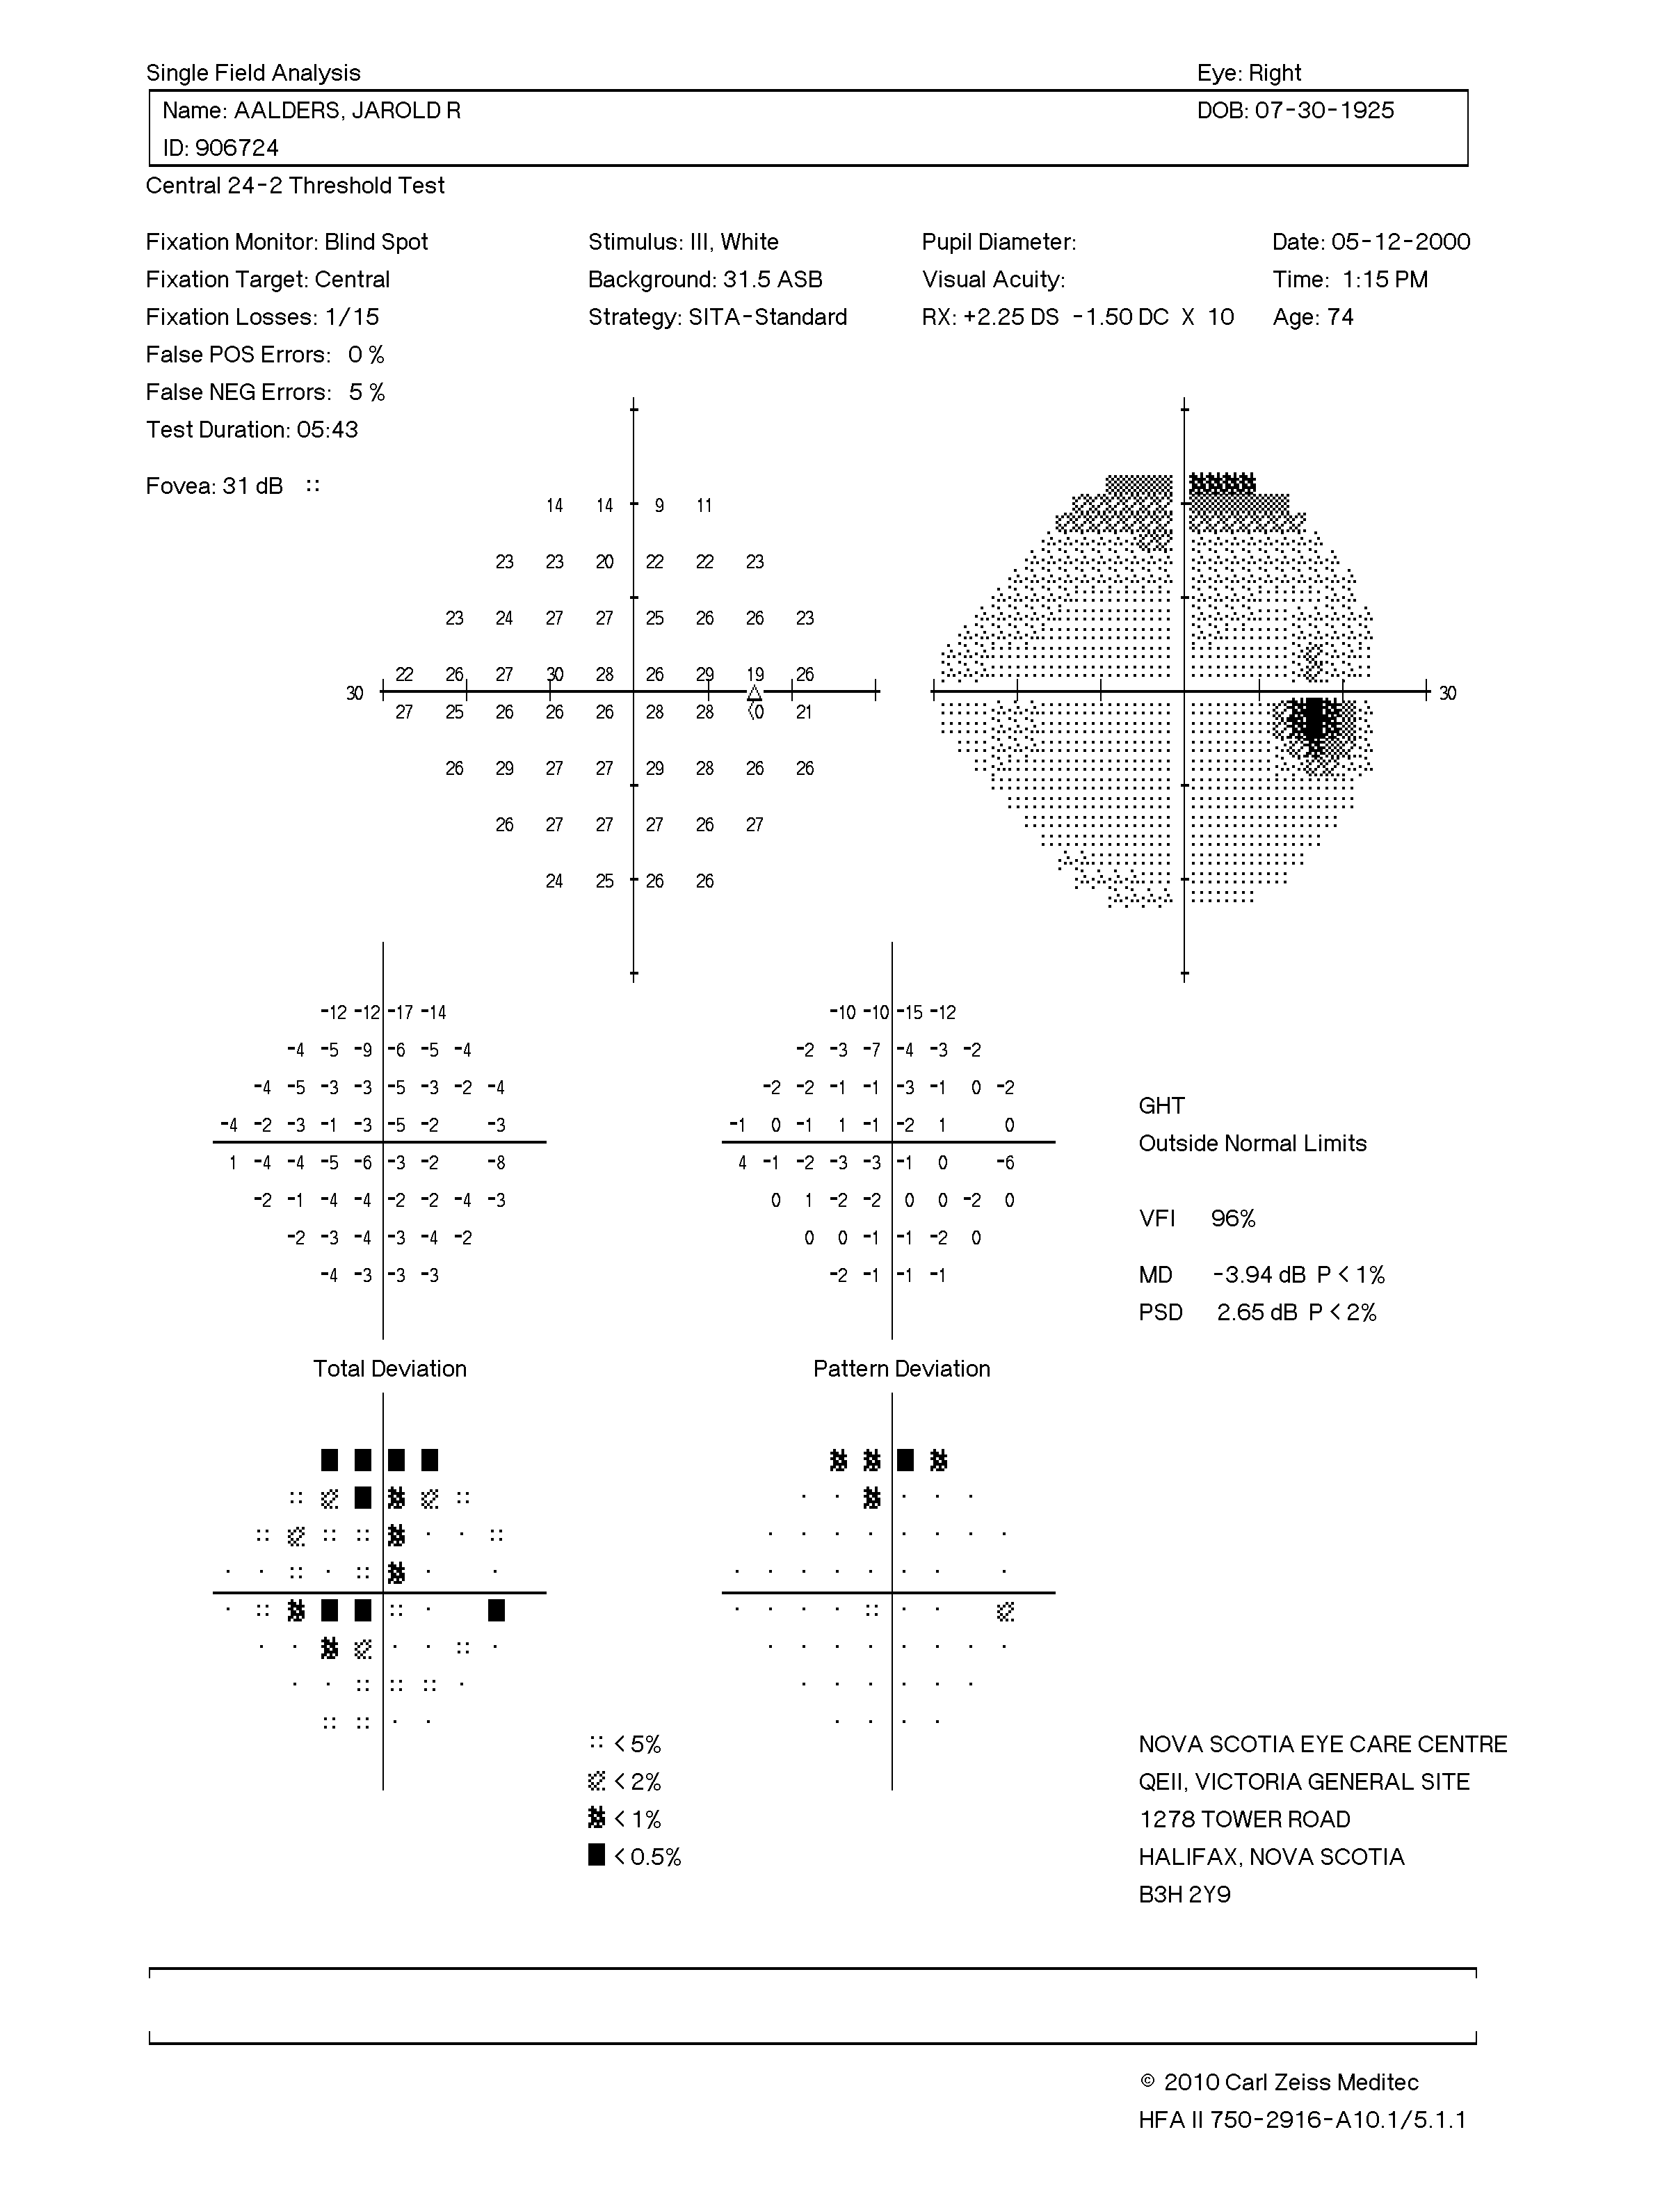 Single Field Analysis Eye: Right
Name: AALDERS, JAROLD R DOB: 07-30-1925
ID: 906724
Central 24-2 Threshold Test
Fixation Monitor: Blind Spot Stimulus: III, White Pupil Diameter: Date: 05-12-2000
Fixation Target: Central Background: 31.5 ASB Visual Acuity: Time: 1:15 PM
Fixation Losses: 1/15 Strategy: SITA-Standard RX: +2.25 DS -1.50 DC X 10 Age: 74
False POS Errors: 0 %
False NEG Errors: 5 %
Test Duration: 05:43
Fovea: 31 dB
14 14 9 11
23 23 20 22 22 23
23 24 27 27 25 26 26 23
22 26 27 30 28 26 29 19 26
30 30
27 25 26 26 26 28 28 <0 21
26 29 27 27 29 28 26 26
26 27 27 27 26 27
24 25 26 26
-12 -12 -17 -14 -10 -10 -15 -12
-4 -5 -9 -6 -5 -4 -2 -3 -7 -4 -3 -2
-4 -5 -3 -3 -5 -3 -2 -4 -2 -2 -1 -1 -3 -1 0 -2
-4 -2 -3 -1 -3 -5 -2 -3 -1 0 -1 1 -1 -2 1 0
1 -4 -4 -5 -6 -3 -2 -8 4 -1 -2 -3 -3 -1 0 -6
-2 -1 -4 -4 -2 -2 -4 -3 0 1 -2 -2 0 0 -2 0
-2 -3 -4 -3 -4 -2 0 0 -1 -1 -2 0
-4 -3 -3 -3 -2 -1 -1 -1
GHT
Outside Normal Limits
VFI 96%
MD -3.94 dB P < 1%
PSD 2.65 dB P < 2%
Total Deviation Pattern Deviation
< 5%
< 2%
< 1%
< 0.5%
NOVA SCOTIA EYE CARE CENTRE
QEII, VICTORIA GENERAL SITE
1278 TOWER ROAD
HALIFAX, NOVA SCOTIA
B3H 2Y9
© 2010 Carl Zeiss Meditec
HFA II 750-2916-A10.1/5.1.1